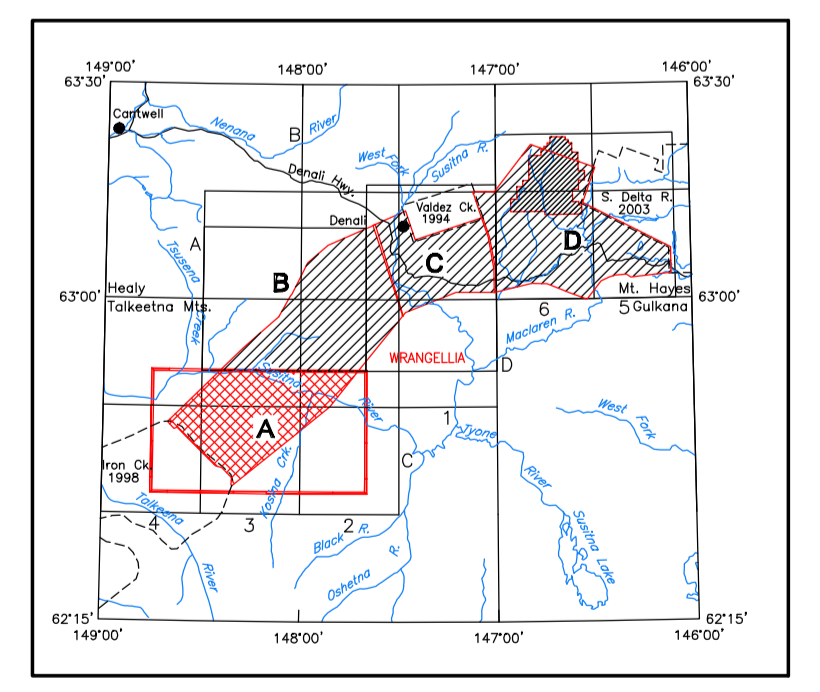 149°00' 148°00' 147°00' 146°00'
63°30' 63°30'
Cantwell
Nenana River
B
West Fork
Susitna R.
Denali Hwy.
Valdez Ck.
1994
S. Delta R.
2003
Denali
A
Tsusena Creek
B
C
D
63°00' 63°00'
Healy
Talkeetna Mts.
Mt. Hayes
Gulkana
6 5
Maclaren R.
WRANGELLIA
D
Susitna River
A
1
West Fork
Tyone River
C
Iron Ck.
1998
Kosina Crk.
Talkeetna River
4 3 2
Black R.
Oshetna R.
Susitna Lake
62°15' 62°15'
149°00' 148°00' 147°00' 146°00'